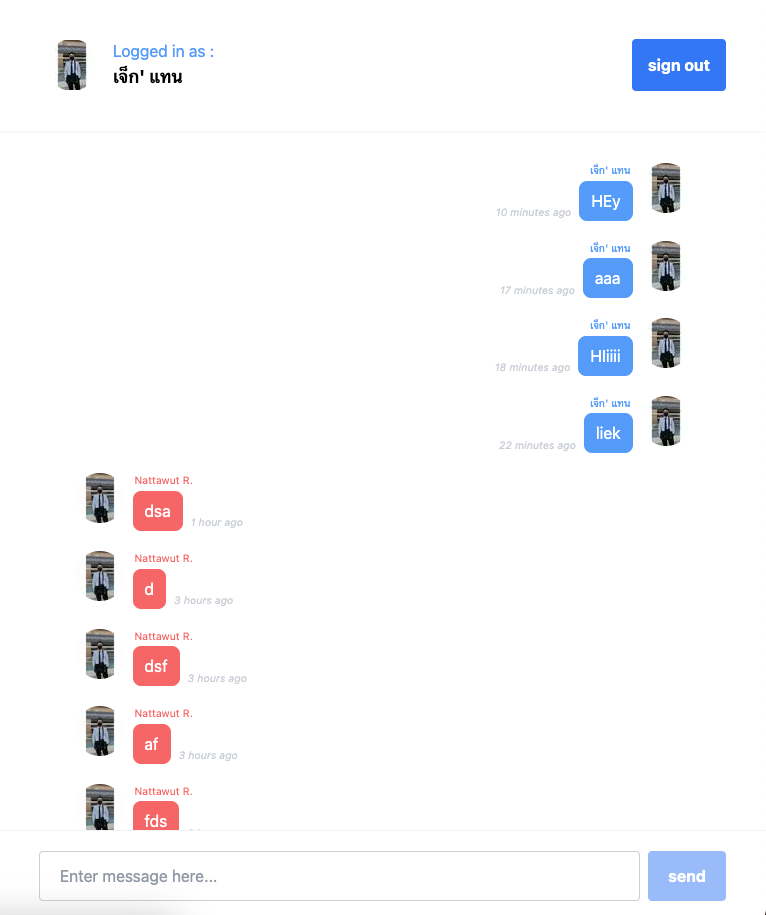 Logged in as :
เจ็ก' แทน
sign out
เจ็ก' แทน
HEy
10 minutes ago
เจ็ก' แทน
aaa
17 minutes ago
เจ็ก' แทน
HIiiii
18 minutes ago
เจ็ก' แทน
liek
22 minutes ago
Nattawut R.
dsa
1 hour ago
Nattawut R.
d
3 hours ago
Nattawut R.
dsf
3 hours ago
Nattawut R.
af
3 hours ago
Nattawut R.
fds
Enter message here...
send